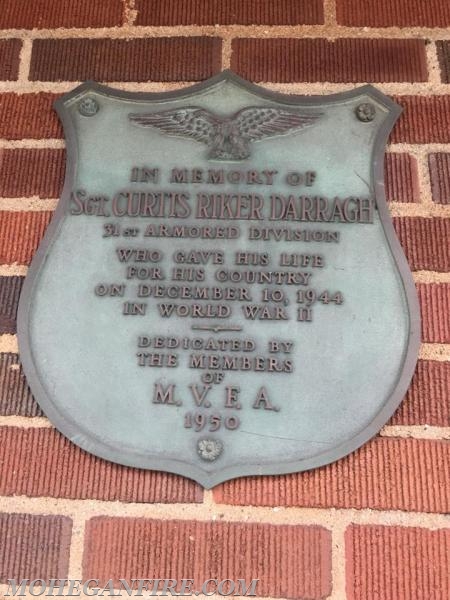 IN MEMORY OF
SGT. CURTIS RIKER DARRAGH
31ST ARMORED DIVISION
WHO GAVE HIS LIFE
FOR HIS COUNTRY
ON DECEMBER 10, 1944
IN WORLD WAR II
DEDICATED BY
THE MEMBERS
OF
M. V. E. A.
1950
MOHEGANFIRE.COM